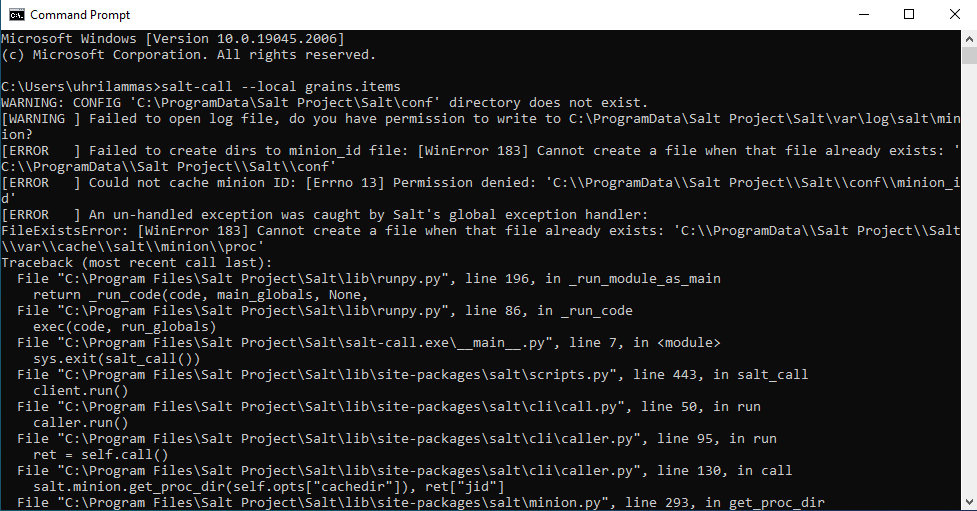 Command Prompt
Microsoft Windows [Version 10.0.19045.2006]
(c) Microsoft Corporation. All rights reserved.
C:\Users\uhrilammas>salt-call --local grains.items
WARNING: CONFIG 'C:\ProgramData\Salt Project\Salt\conf' directory does not exist.
[WARNING ] Failed to open log file, do you have permission to write to C:\ProgramData\Salt Project\Salt\var\log\salt\min
ion?
[ERROR   ] Failed to create dirs to minion_id file: [WinError 183] Cannot create a file when that file already exists: '
C:\\ProgramData\\Salt Project\\Salt\\conf'
[ERROR   ] Could not cache minion ID: [Errno 13] Permission denied: 'C:\\ProgramData\\Salt Project\\Salt\\conf\\minion_i
d'
[ERROR   ] An un-handled exception was caught by Salt's global exception handler:
FileExistsError: [WinError 183] Cannot create a file when that file already exists: 'C:\\ProgramData\\Salt Project\\Salt
\\var\\cache\\salt\\minion\\proc'
Traceback (most recent call last):
  File "C:\Program Files\Salt Project\Salt\lib\runpy.py", line 196, in _run_module_as_main
    return _run_code(code, main_globals, None,
  File "C:\Program Files\Salt Project\Salt\lib\runpy.py", line 86, in _run_code
    exec(code, run_globals)
  File "C:\Program Files\Salt Project\Salt\salt-call.exe\__main__.py", line 7, in <module>
    sys.exit(salt_call())
  File "C:\Program Files\Salt Project\Salt\lib\site-packages\salt\scripts.py", line 443, in salt_call
    client.run()
  File "C:\Program Files\Salt Project\Salt\lib\site-packages\salt\cli\call.py", line 50, in run
    caller.run()
  File "C:\Program Files\Salt Project\Salt\lib\site-packages\salt\cli\caller.py", line 95, in run
    ret = self.call()
  File "C:\Program Files\Salt Project\Salt\lib\site-packages\salt\cli\caller.py", line 130, in call
    salt.minion.get_proc_dir(self.opts["cachedir"]), ret["jid"]
  File "C:\Program Files\Salt Project\Salt\lib\site-packages\salt\minion.py", line 293, in get_proc_dir